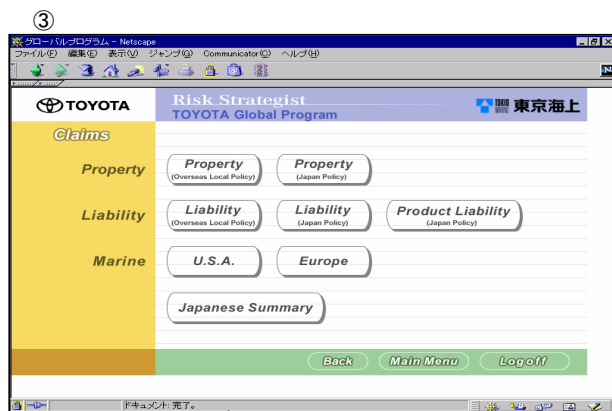 ③
グローバルプログラム - Netscape
ファイル(F) 編集(E) 表示(V) ジャンプ(G) Communicator(C) ヘルプ(H)
TOYOTA
Risk Strategist
TOYOTA Global Program
東京海上
Claims
Property
Property
(Overseas Local Policy)
Property
(Japan Policy)
Liability
Liability
(Overseas Local Policy)
Liability
(Japan Policy)
Product Liability
(Japan Policy)
Marine
U.S.A.
Europe
Japanese Summary
Back
Main Menu
Logoff
ドキュメント: 完了。